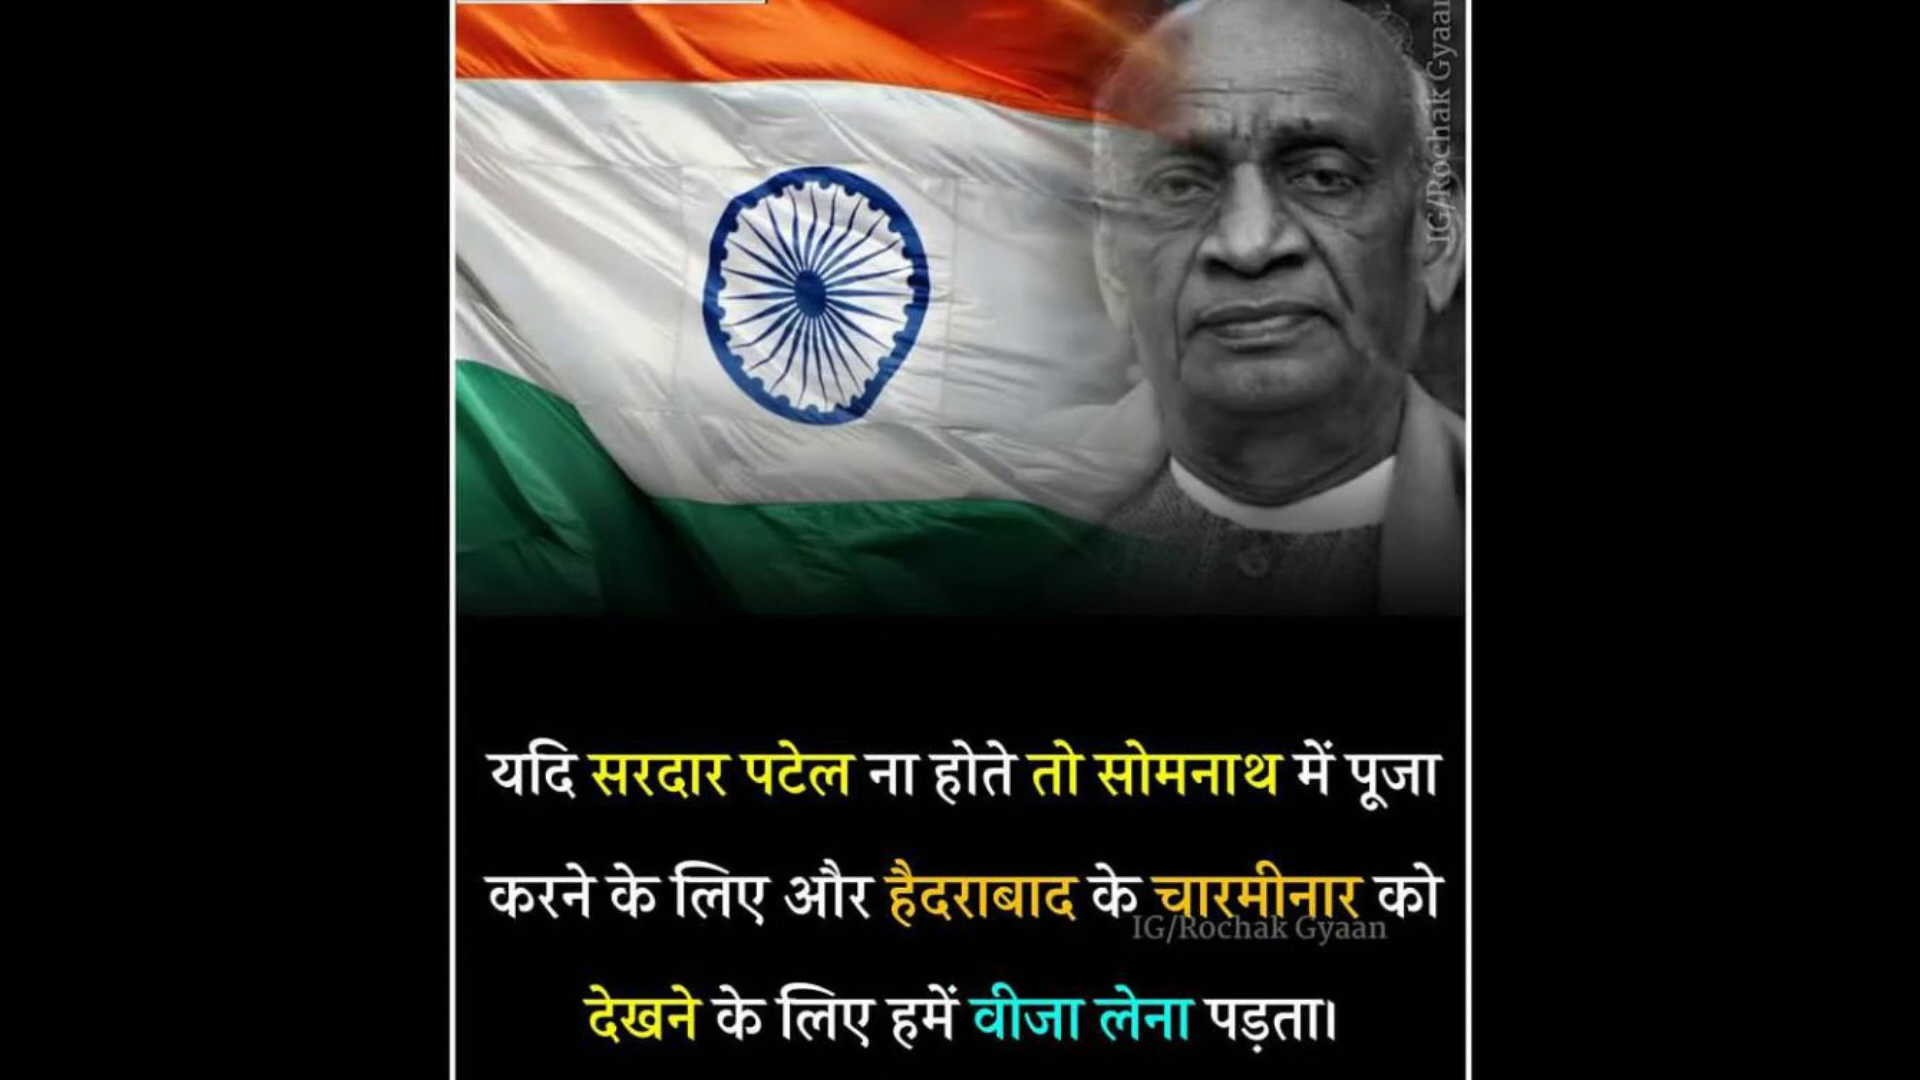 IG/Rochak Gyaan
यदि सरदार पटेल ना होते तो सोमनाथ में पूजा
करने के लिए और हैदराबाद के चारमीनार को
IG/Rochak Gyaan
देखने के लिए हमें वीजा लेना पड़ता।